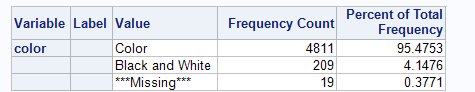 Variable Label Value Frequency Count Percent of Total Frequency
color Color 4811 95.4753
Black and White 209 4.1476
***Missing*** 19 0.3771